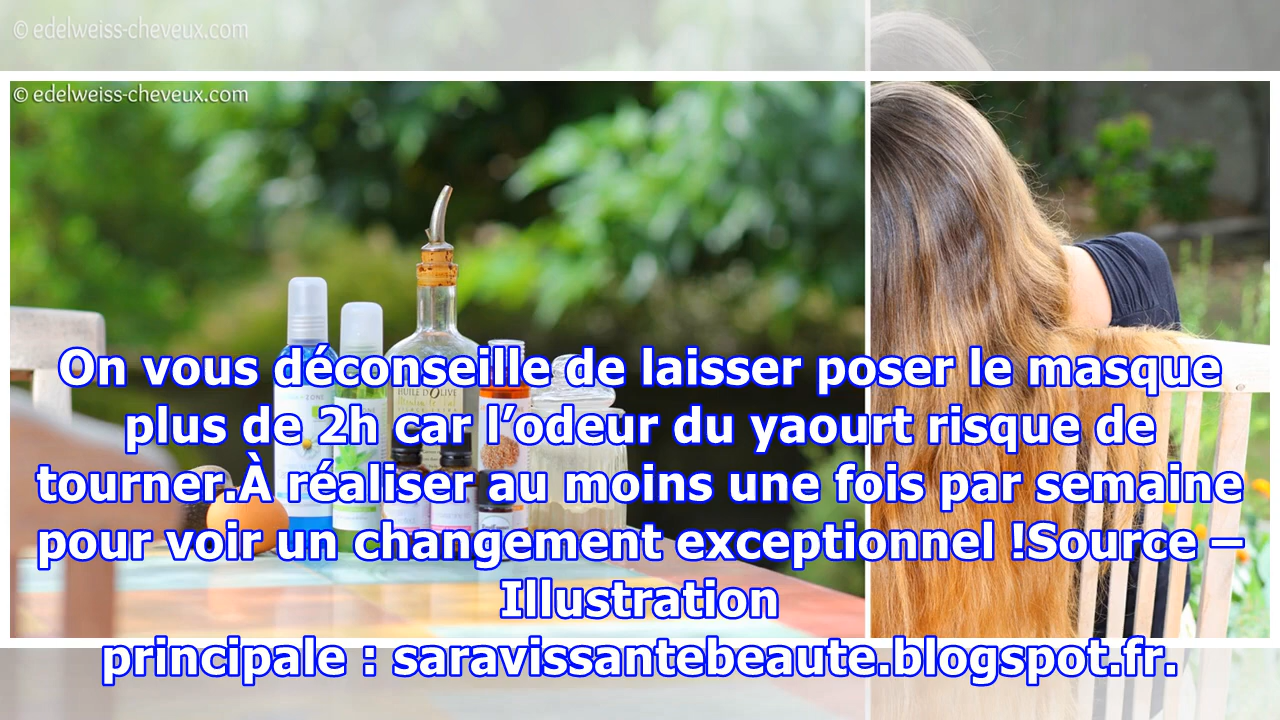 © edelweiss-cheveux.com
© edelweiss-cheveux.com
HUILE D'OLIVE
On vous déconseille de laisser poser le masque
plus de 2h car l’odeur du yaourt risque de
tourner.À réaliser au moins une fois par semaine
pour voir un changement exceptionnel !Source –
Illustration
principale : saravissantebeaute.blogspot.fr.